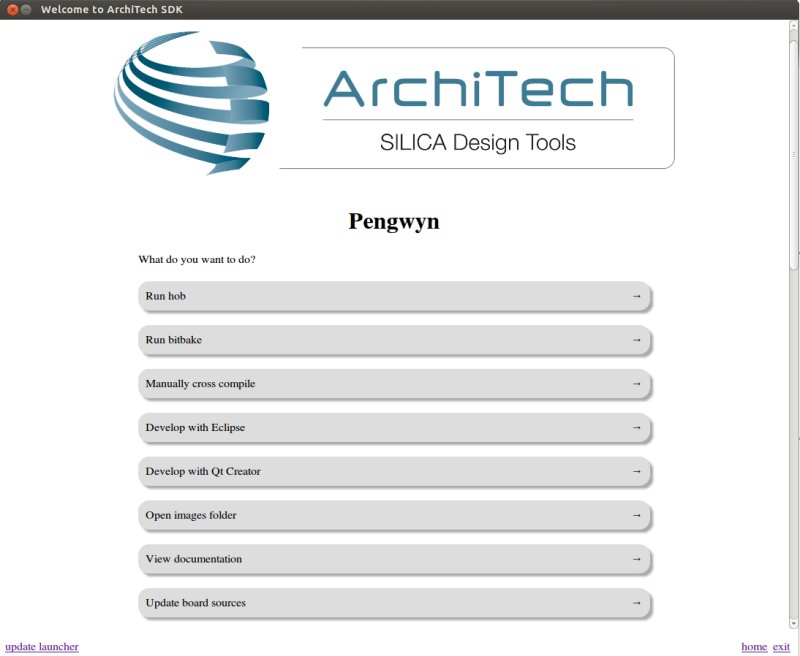 Welcome to ArchiTech SDK
ArchiTech
SILICA Design Tools
Pengwyn
What do you want to do?
Run hob →
Run bitbake →
Manually cross compile →
Develop with Eclipse →
Develop with Qt Creator →
Open images folder →
View documentation →
Update board sources →
update launcher home exit